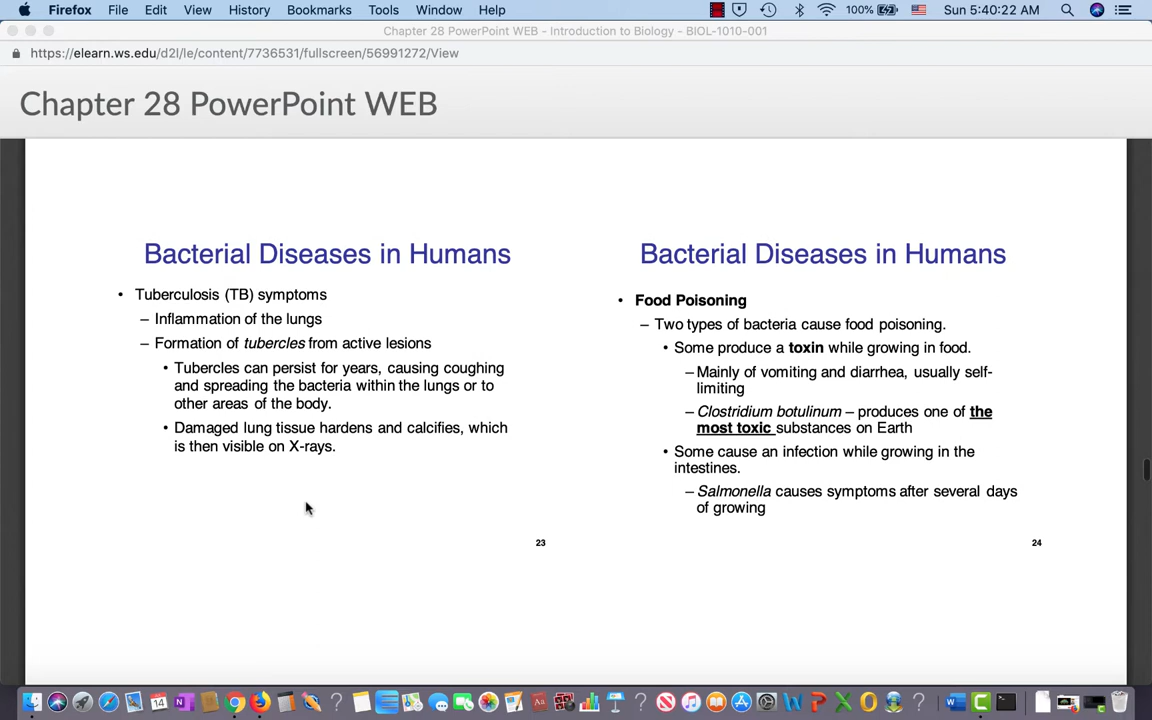 Firefox File Edit View History Bookmarks Tools Window Help 100% Sun 5:40:22 AM
Chapter 28 PowerPoint WEB - Introduction to Biology - BIOL-1010-001
https://elearn.ws.edu/d2l/le/content/7736531/fullscreen/56991272/View
Chapter 28 PowerPoint WEB
Bacterial Diseases in Humans
• Tuberculosis (TB) symptoms
– Inflammation of the lungs
– Formation of tubercles from active lesions
• Tubercles can persist for years, causing coughing
and spreading the bacteria within the lungs or to
other areas of the body.
• Damaged lung tissue hardens and calcifies, which
is then visible on X-rays.
23
Bacterial Diseases in Humans
• Food Poisoning
– Two types of bacteria cause food poisoning.
• Some produce a toxin while growing in food.
– Mainly of vomiting and diarrhea, usually self-
limiting
– Clostridium botulinum – produces one of the
most toxic substances on Earth
• Some cause an infection while growing in the
intestines.
– Salmonella causes symptoms after several days
of growing
24